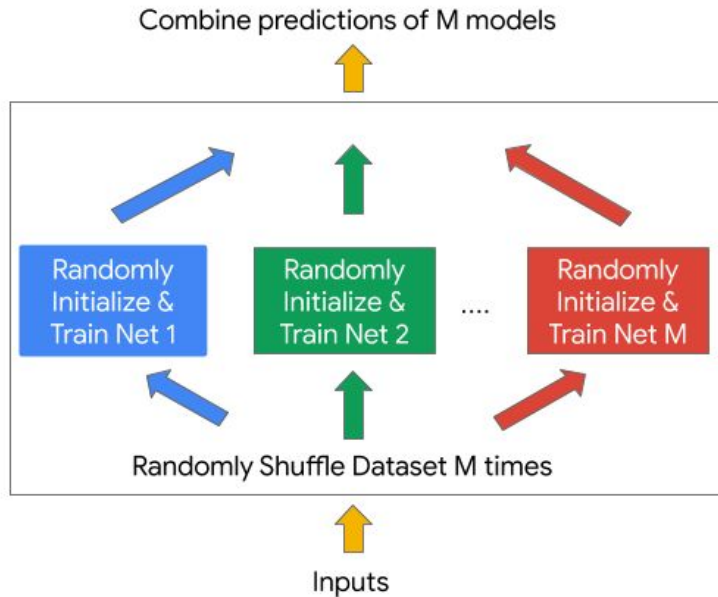 Combine predictions of M models
Randomly
Initialize &
Train Net 1
Randomly
Initialize &
Train Net 2
....
Randomly
Initialize &
Train Net M
Randomly Shuffle Dataset M times
Inputs